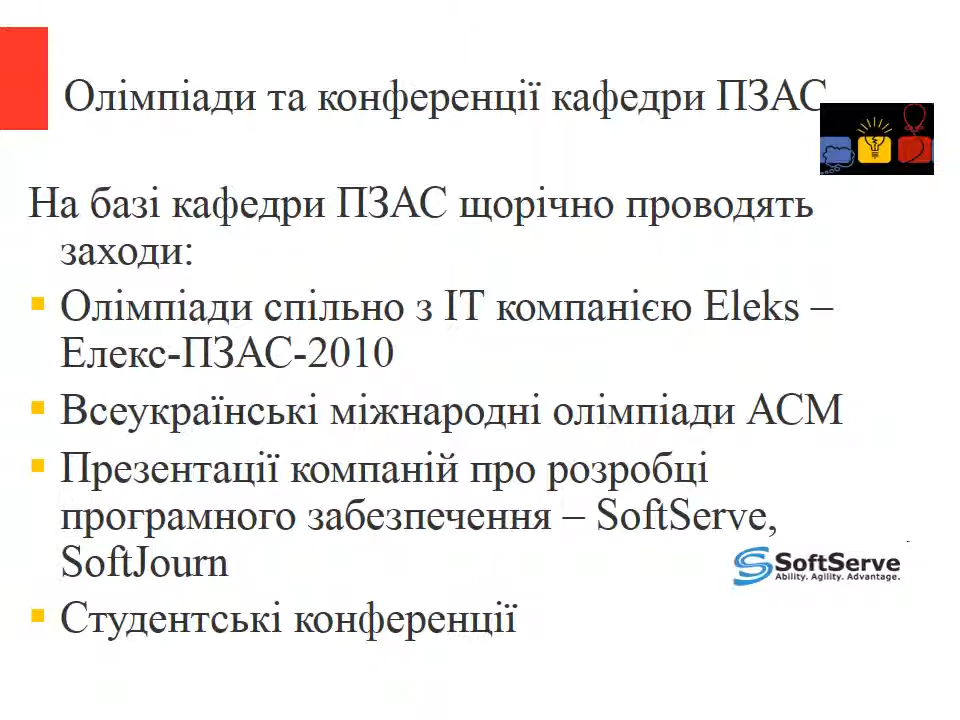 Олімпіади та конференції кафедри ПЗАС
На базі кафедри ПЗАС щорічно проводять
заходи:
Олімпіади спільно з ІТ компанією Eleks –
Елекс-ПЗАС-2010
Всеукраїнські міжнародні олімпіади ACM
Презентації компаній про розробці
програмного забезпечення – SoftServe,
SoftJourn
SoftServe
Ability. Agility. Advantage.
Студентські конференції